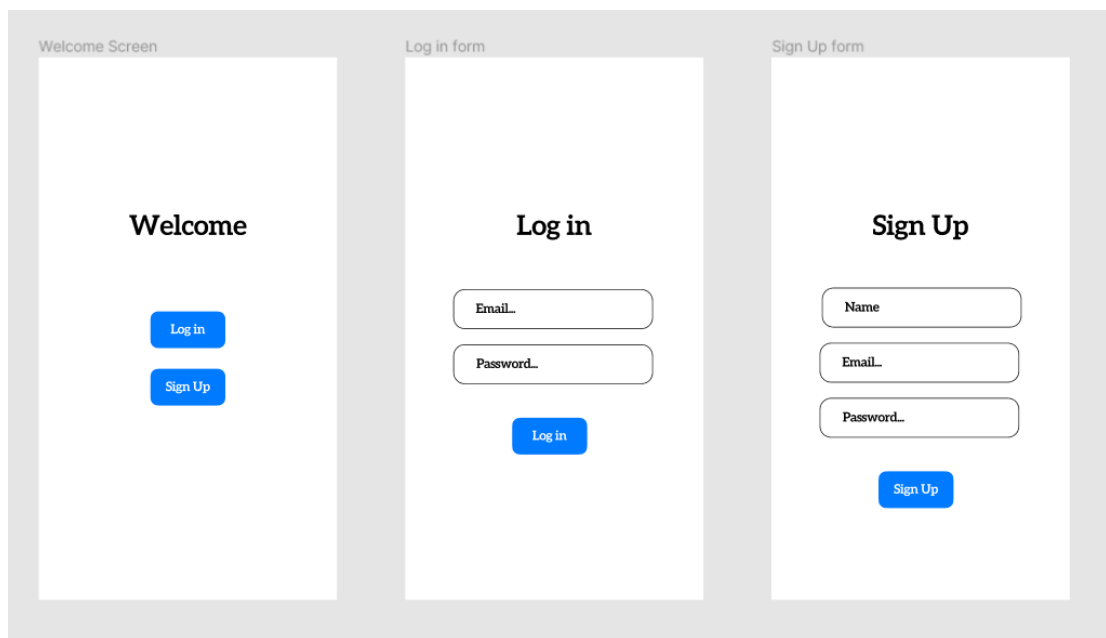 Welcome Screen
Welcome
Log in
Sign Up
Log in form
Log in
Email...
Password...
Log in
Sign Up form
Sign Up
Name
Email...
Password...
Sign Up